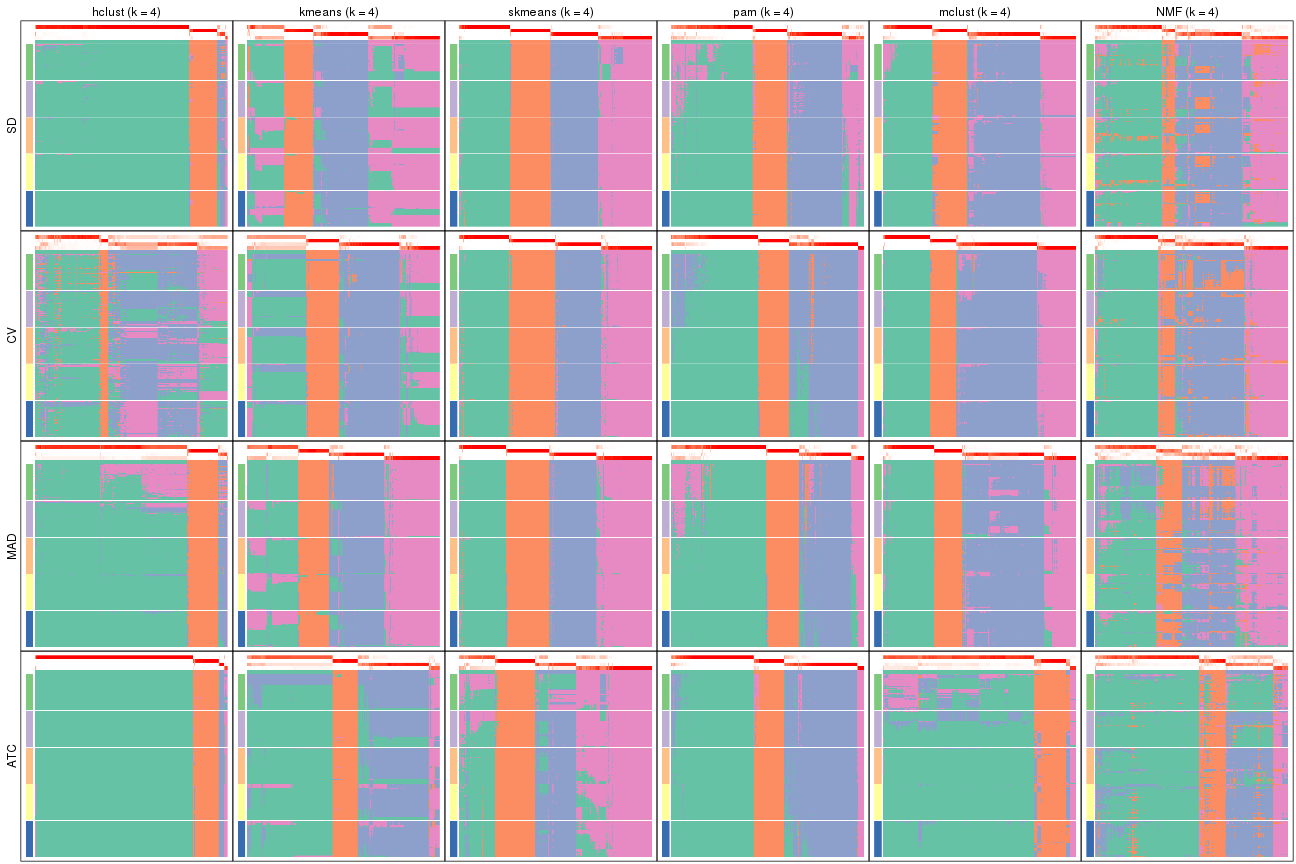 hclust (k = 4) kmeans (k = 4) skmeans (k = 4) pam (k = 4) mclust (k = 4) NMF (k = 4)
SD
CV
MAD
ATC